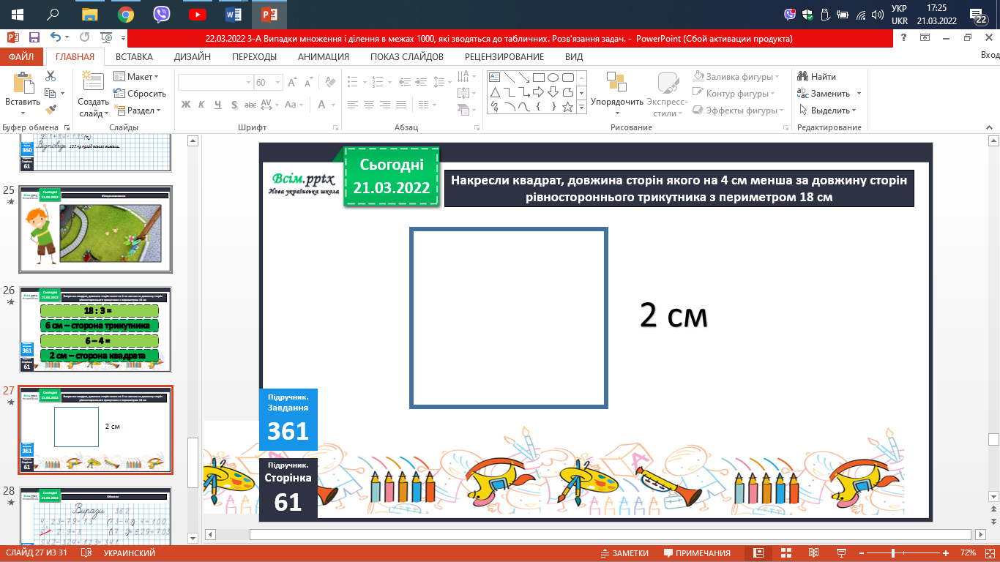 УКР
17:25
UKR
21.03.2022
22
22.03.2022 3-А Випадки множення і ділення в межах 1000, які зводяться до табличних. Розв'язання задач. - PowerPoint (Сбой активации продукта)
ФАЙЛ ГЛАВНАЯ ВСТАВКА ДИЗАЙН ПЕРЕХОДЫ АНИМАЦИЯ ПОКАЗ СЛАЙДОВ РЕЦЕНЗИРОВАНИЕ ВИД Вход
Вставить
Создать слайд
Макет
Сбросить
Раздел
60
Ж К Ч S abc AV Aa A
Упорядочить
Экспресс-стили
Заливка фигуры
Контур фигуры
Эффекты фигуры
Найти
Заменить
Выделить
Буфер обмена Слайды Шрифт Абзац Рисование Редактирование
360
61
25
26
18 : 3 =
6 см – сторона трикутника
6 – 4 =
2 см – сторона квадрата
361
61
27
2 см
361
61
28
Вирази 362
Всім.pptx
Нова українська школа
Сьогодні
21.03.2022
Накресли квадрат, довжина сторін якого на 4 см менша за довжину сторін
рівностороннього трикутника з периметром 18 см
2 см
Підручник.
Завдання
361
Підручник.
Сторінка
61
СЛАЙД 27 ИЗ 31 УКРАИНСКИЙ ЗАМЕТКИ ПРИМЕЧАНИЯ 72%